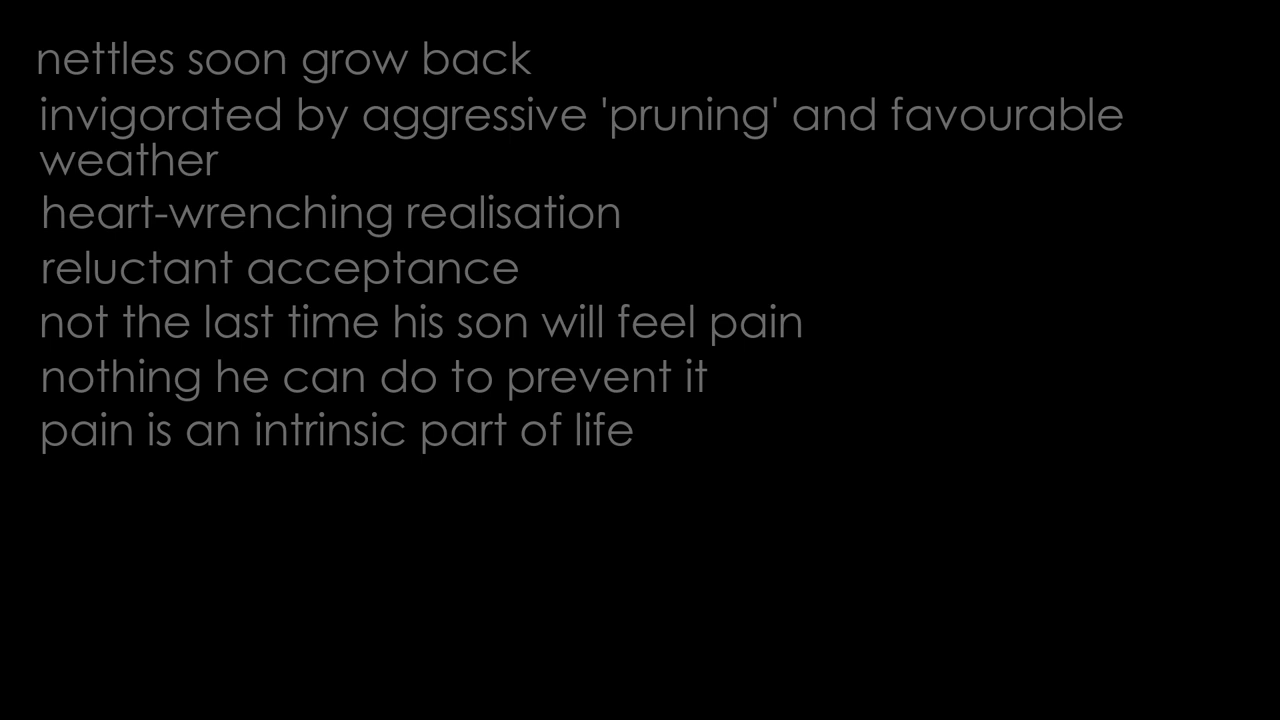 nettles soon grow back
invigorated by aggressive 'pruning' and favourable
weather
heart-wrenching realisation
reluctant acceptance
not the last time his son will feel pain
nothing he can do to prevent it
pain is an intrinsic part of life